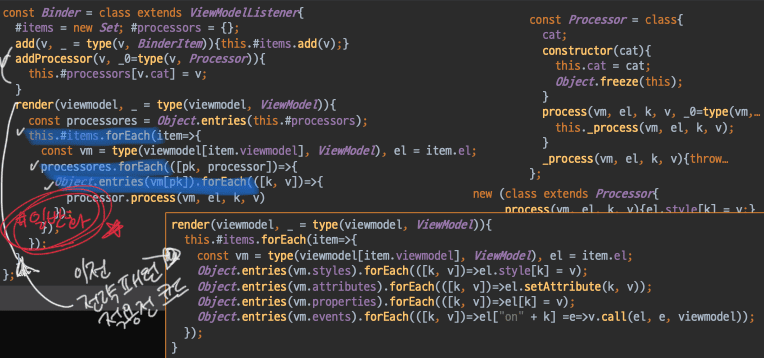 const Binder = class extends ViewModelListener{
  #items = new Set; #processors = {};
  add(v, _ = type(v, BinderItem)){this.#items.add(v);}
  addProcessor(v, _0=type(v, Processor)){
    this.#processors[v.cat] = v;
  }
  render(viewmodel, _ = type(viewmodel, ViewModel)){
    const processores = Object.entries(this.#processors);
    this.#items.forEach(item=>{
      const vm = type(viewmodel[item.viewmodel], ViewModel), el = item.el;
      processores.forEach(([pk, processor])=>{
        Object.entries(vm[pk]).forEach(([k, v])=>{
          processor.process(vm, el, k, v)
        });
      });
    });
};
#일반화
이전
전략패턴
적용전 코드
const Processor = class{
  cat;
  constructor(cat){
    this.cat = cat;
    Object.freeze(this);
  }
  process(vm, el, k, v, _0=type(vm,…
    this._process(vm, el, k, v);
  }
  _process(vm, el, k, v){throw…
};
new (class extends Processor{
  process(vm, el, k, v){el.style[k] = v;}
render(viewmodel, _ = type(viewmodel, ViewModel)){
  this.#items.forEach(item=>{
    const vm = type(viewmodel[item.viewmodel], ViewModel), el = item.el;
    Object.entries(vm.styles).forEach(([k, v])=>el.style[k] = v);
    Object.entries(vm.attributes).forEach(([k, v])=>el.setAttribute(k, v));
    Object.entries(vm.properties).forEach(([k, v])=>el[k] = v);
    Object.entries(vm.events).forEach(([k, v])=>el["on" + k] =e=>v.call(el, e, viewmodel));
  });
}